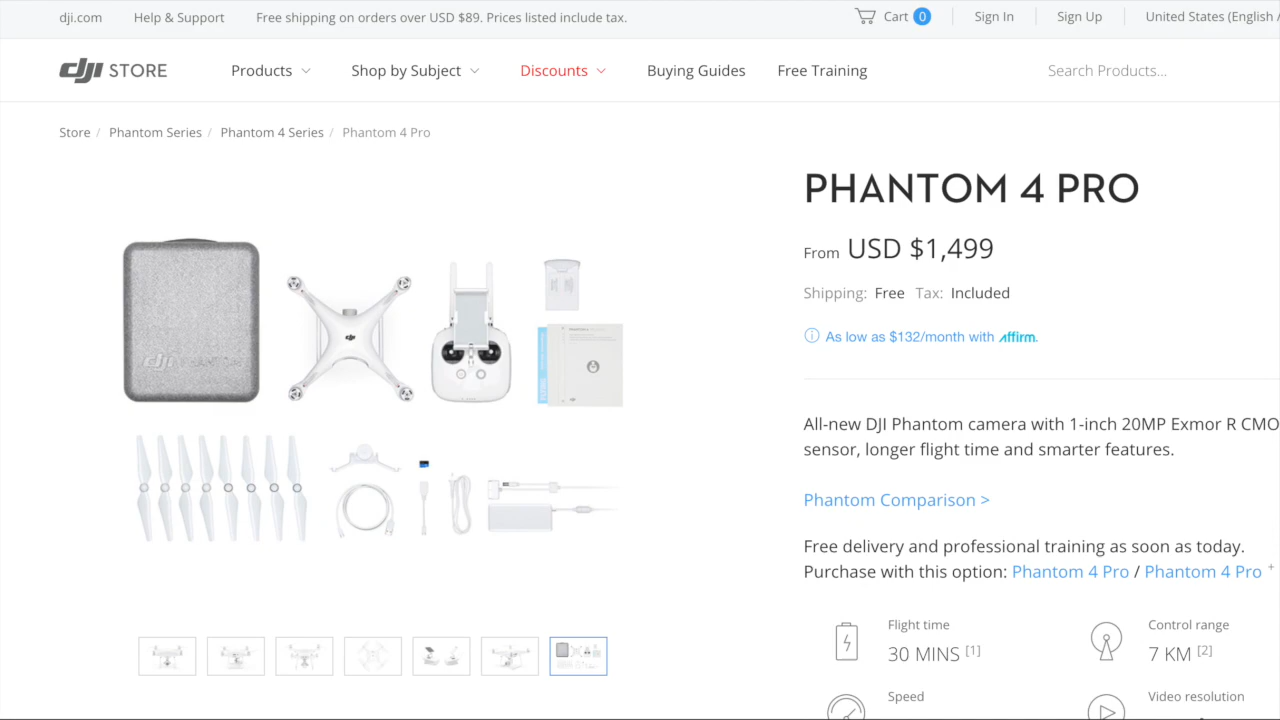 dji.com Help & Support Free shipping on orders over USD $89. Prices listed include tax. Cart 0 Sign In Sign Up United States (English /
dji STORE Products Shop by Subject Discounts Buying Guides Free Training Search Products...
Store / Phantom Series / Phantom 4 Series / Phantom 4 Pro
PHANTOM 4 PRO
From USD $1,499
Shipping: Free Tax: Included
As low as $132/month with affirm.
All-new DJI Phantom camera with 1-inch 20MP Exmor R CMO
sensor, longer flight time and smarter features.
Phantom Comparison >
Free delivery and professional training as soon as today.
Purchase with this option: Phantom 4 Pro / Phantom 4 Pro +
Flight time
30 MINS [1]
Control range
7 KM [2]
Speed
Video resolution